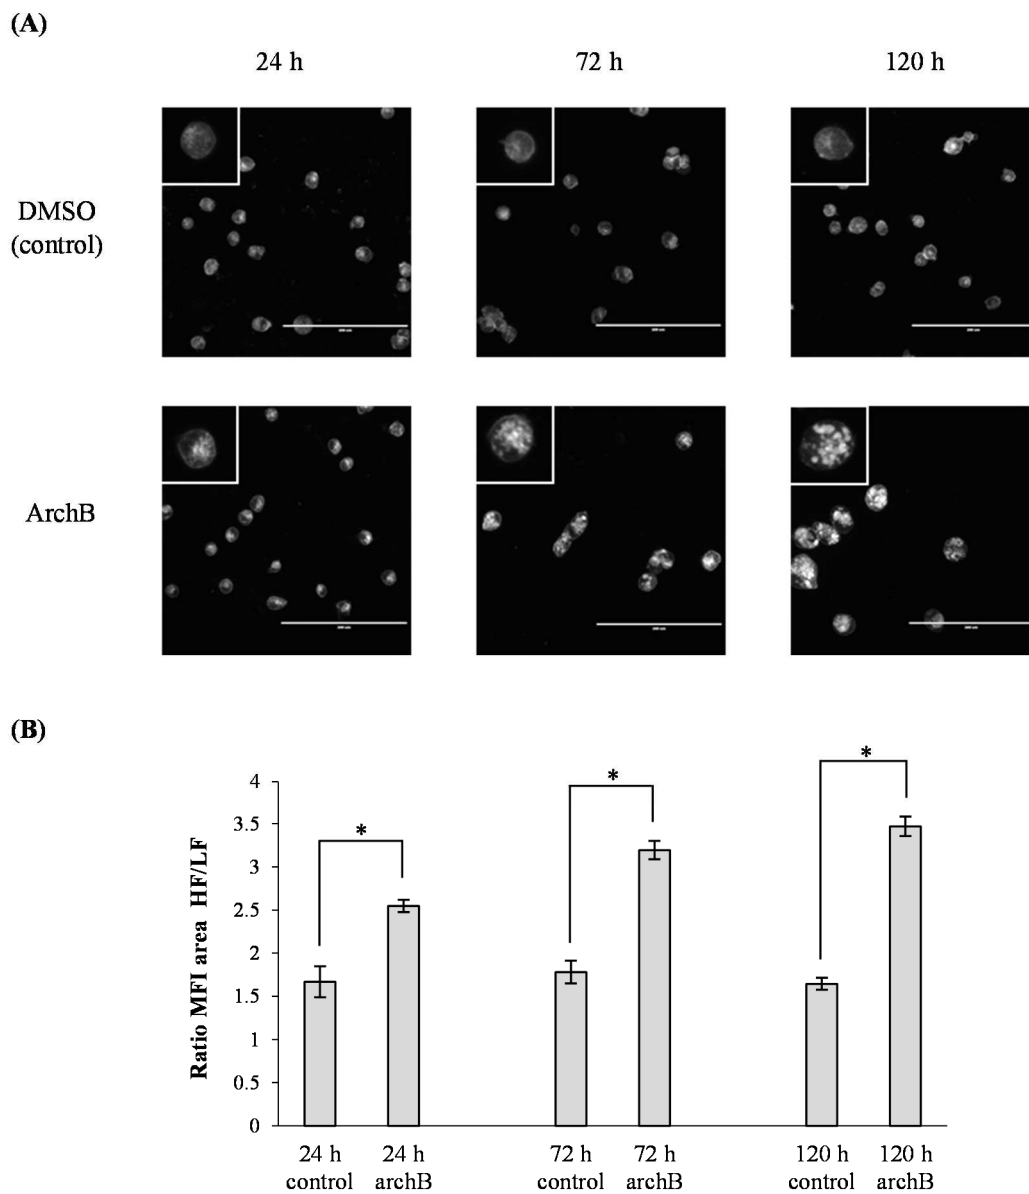 (A)
24 h
72 h
120 h
DMSO
(control)
ArchB
(B)
Ratio MFI area HF/LF
4
3.5
3
2.5
2
1.5
1
0.5
0
*
*
*
24 h
control
24 h
archB
72 h
control
72 h
archB
120 h
control
120 h
archB